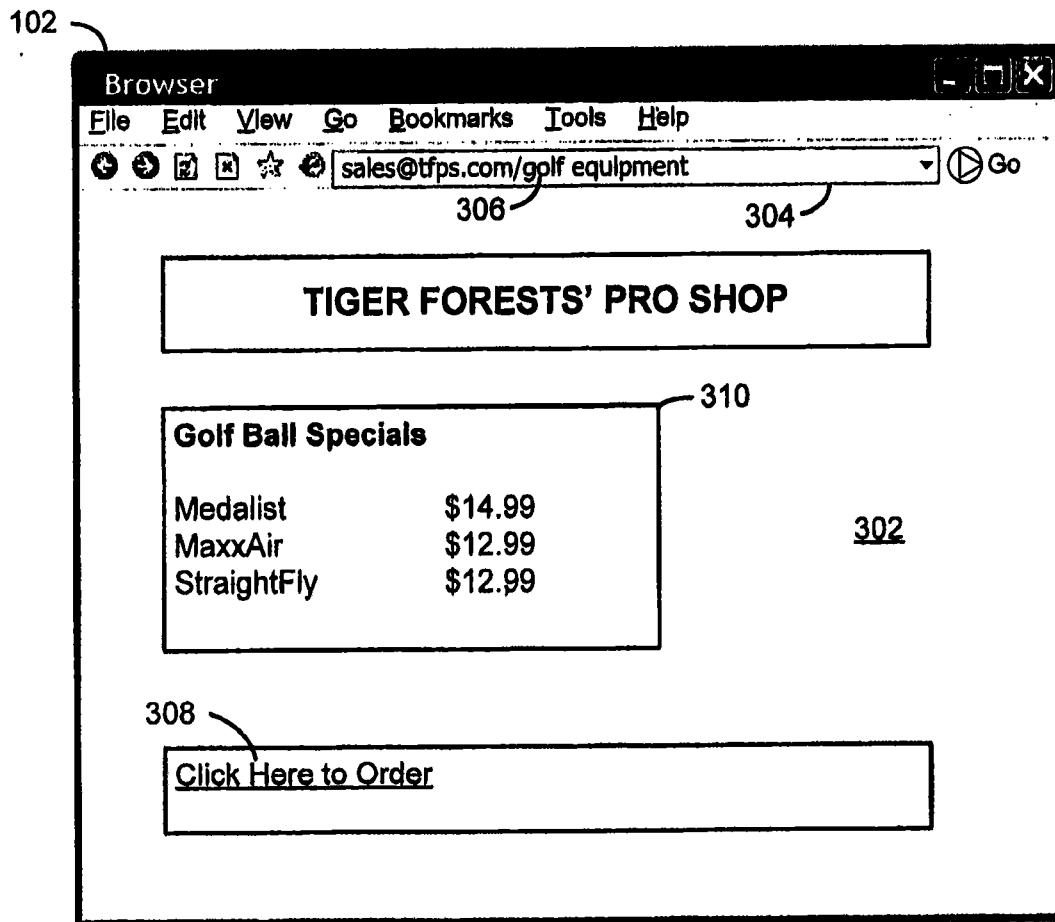 102
Browser
File Edit View Go Bookmarks Tools Help
sales@tfps.com/golf equipment Go
306 304
TIGER FORESTS' PRO SHOP
310
Golf Ball Specials
Medalist $14.99
MaxxAir $12.99
302
StraightFly $12.99
308
Click Here to Order